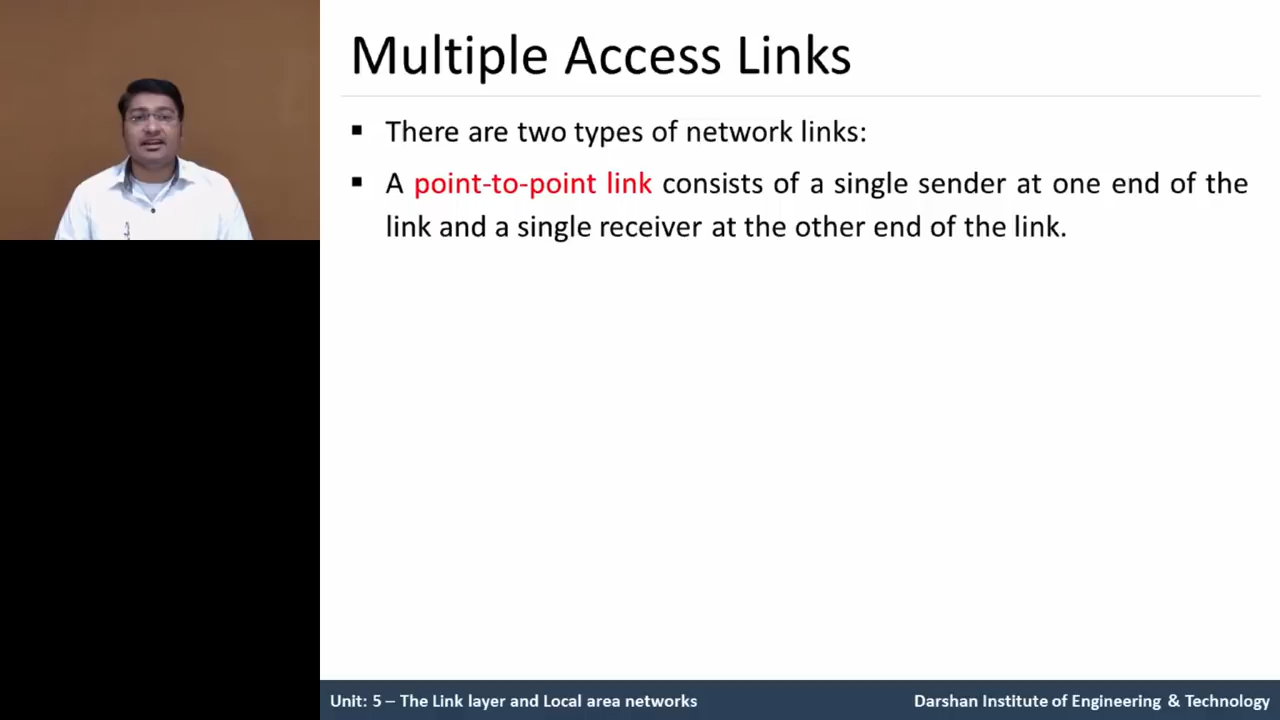 Multiple Access Links
▪ There are two types of network links:
▪ A point-to-point link consists of a single sender at one end of the
link and a single receiver at the other end of the link.
Unit: 5 – The Link layer and Local area networks
Darshan Institute of Engineering & Technology